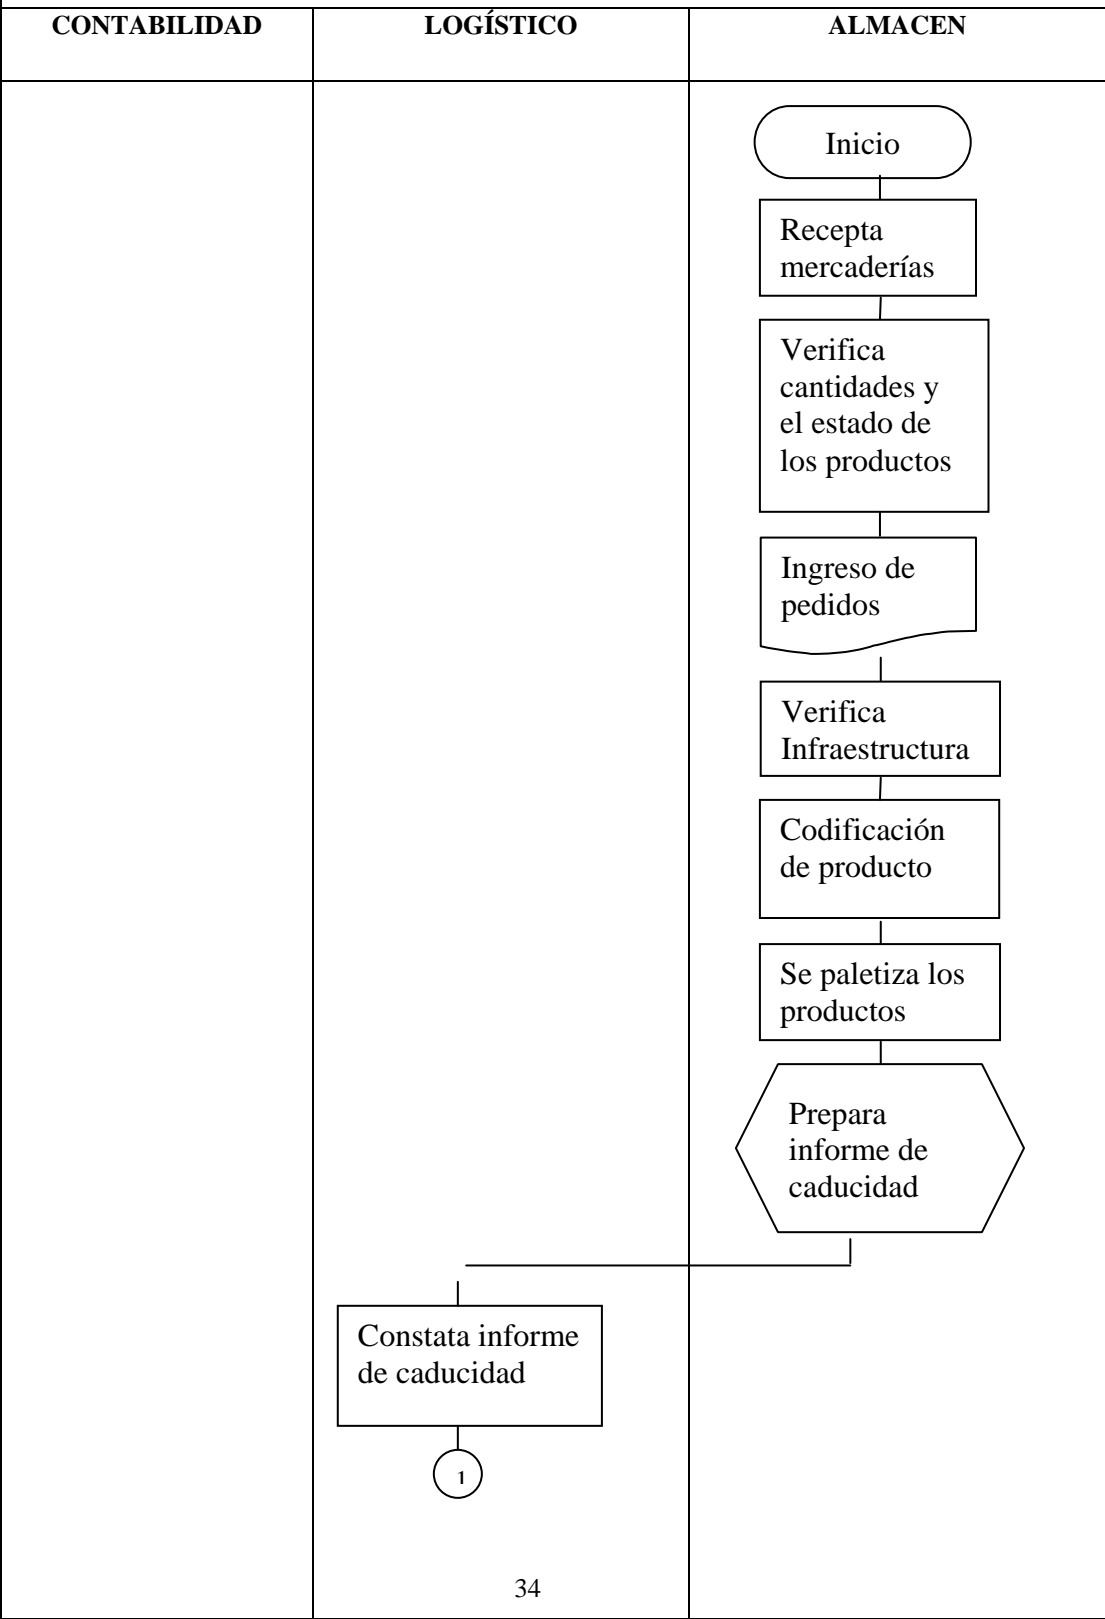 CONTABILIDAD
LOGÍSTICO
ALMACEN
Inicio
Recepta
mercaderías
Verifica
cantidades y
el estado de
los productos
Ingreso de
pedidos
Verifica
Infraestructura
Codificación
de producto
Se paletiza los
productos
Prepara
informe de
caducidad
Constata informe
de caducidad
1
34